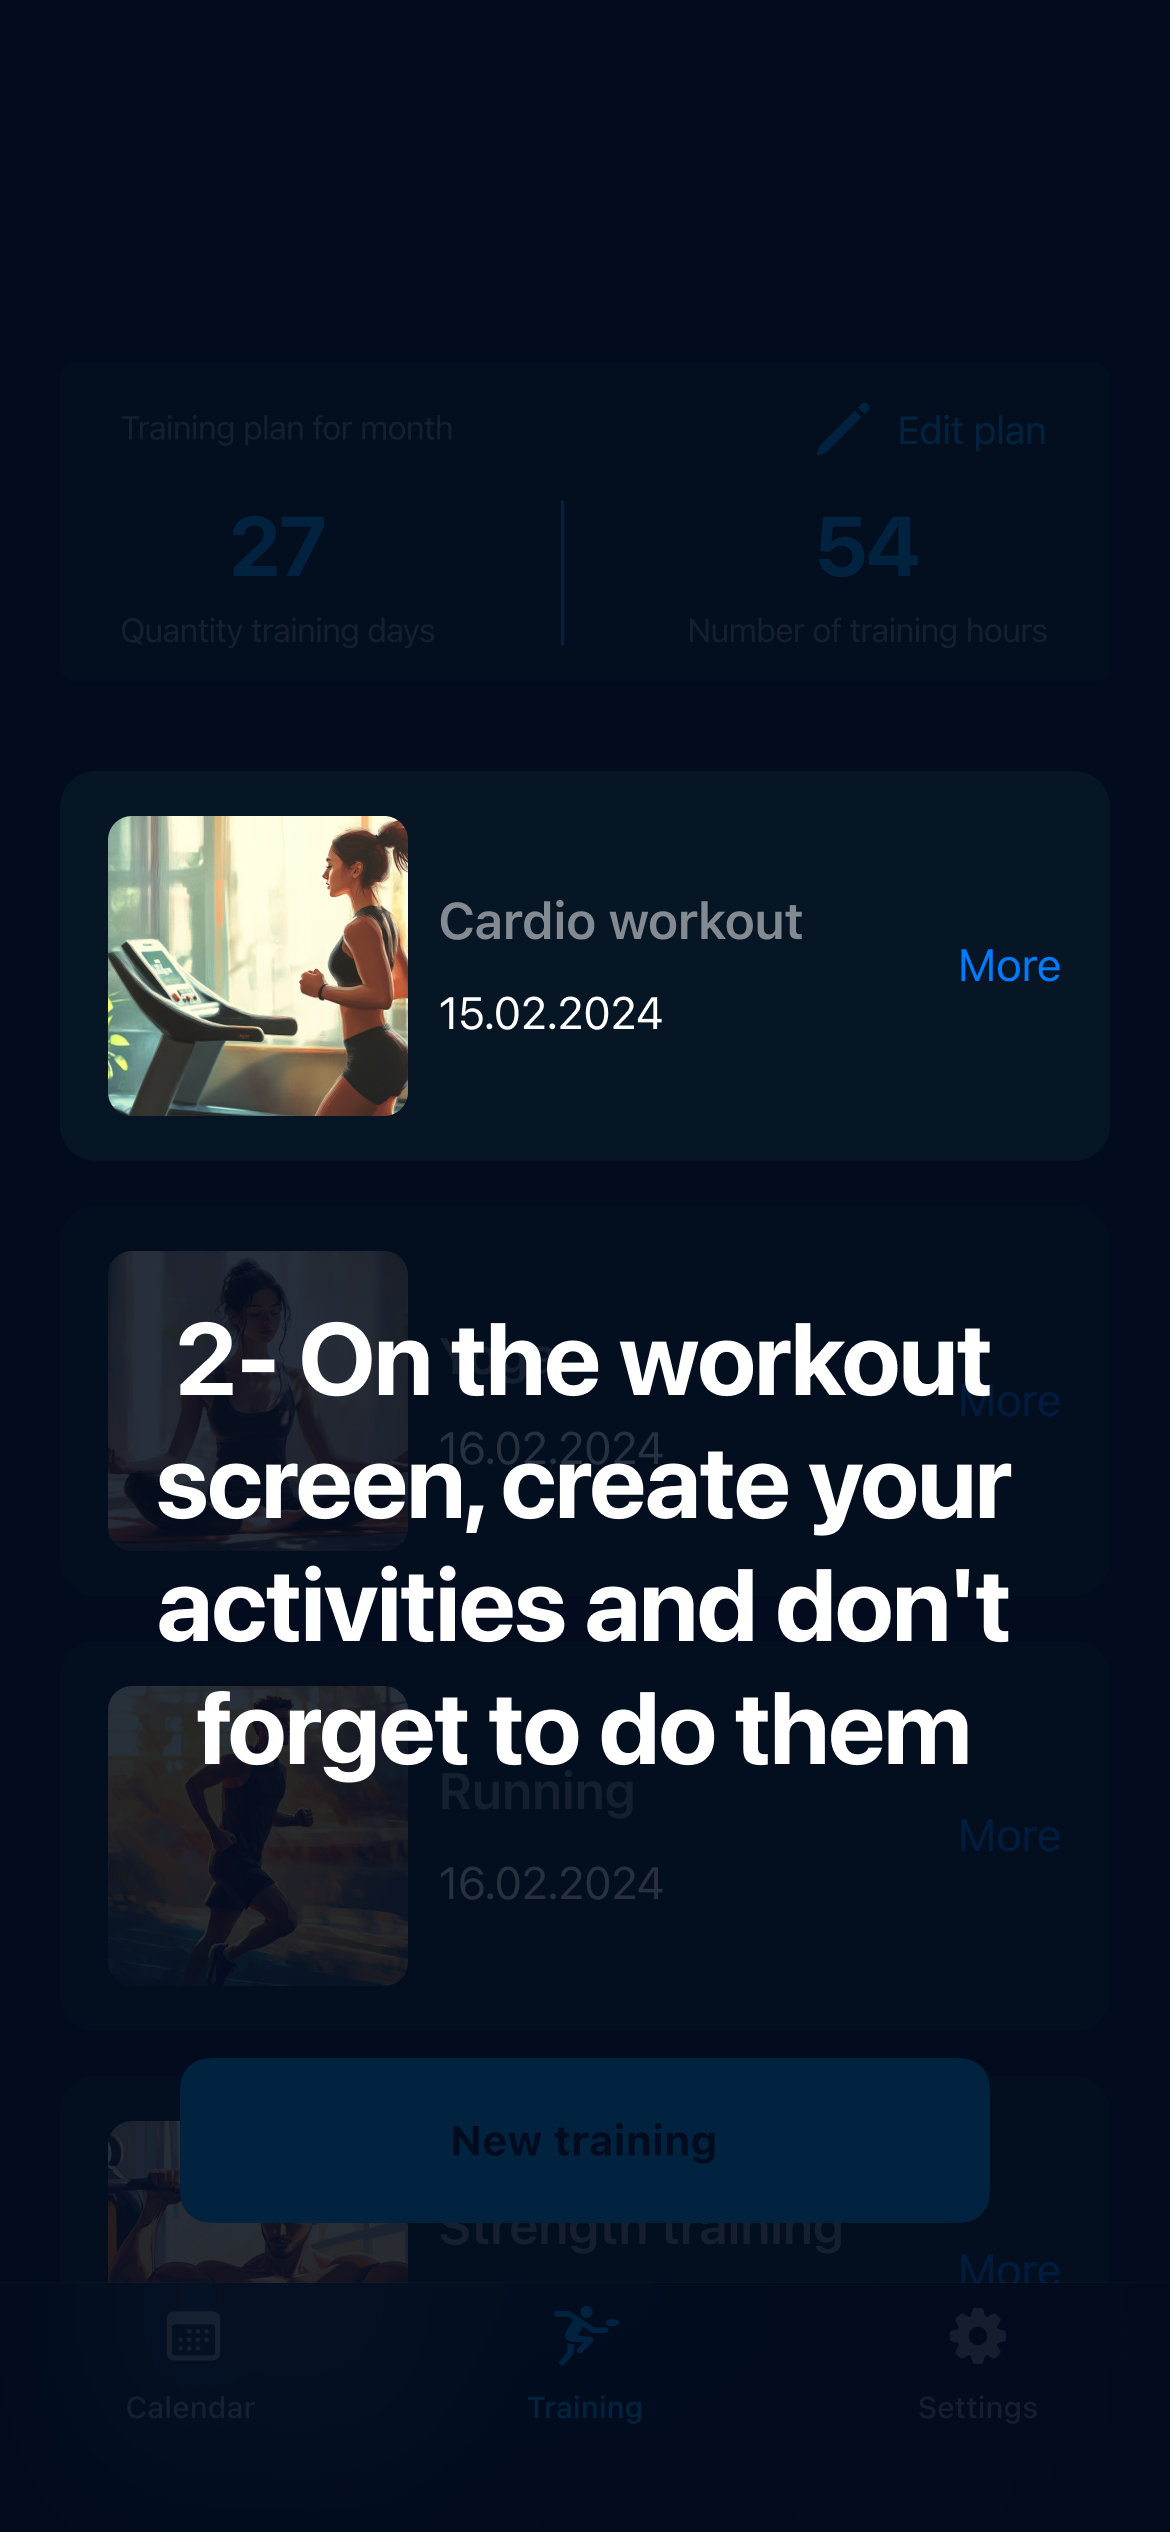 Training plan for month
Edit plan
27
54
Quantity training days
Number of training hours
Cardio workout
15.02.2024
More
2- On the workout
screen, create your
activities and don't
forget to do them
Yoga
16.02.2024
More
Running
16.02.2024
More
New training
Strength training
More
Calendar
Training
Settings